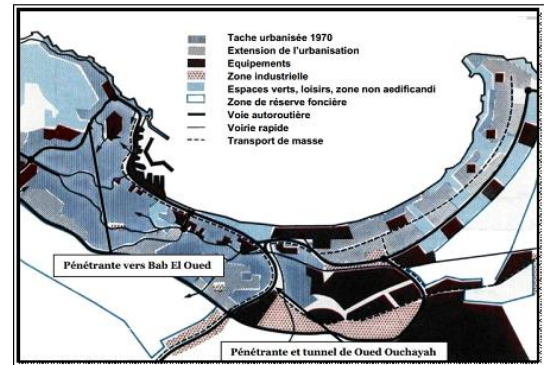 Tache urbanisée 1970
Extension de l'urbanisation
Equipements
Zone industrielle
Espaces verts, loisirs, zone non aedificandi
Zone de réserve foncière
Voie autoroutière
Voirie rapide
Transport de masse
Pénétrante vers Bab El Oued
Pénétrante et tunnel de Oued Ouchayah